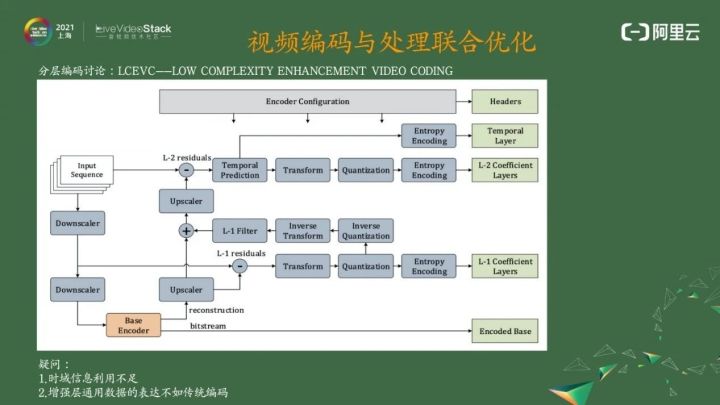 2021
上海
LiveVideoStack
音视频技术社区
阿里云
视频编码与处理联合优化
分层编码讨论：LCEVC——LOW COMPLEXITY ENHANCEMENT VIDEO CODING
Encoder Configuration
Headers
Entropy
Encoding
Temporal
Layer
Input
Sequence
L-2 residuals
-
Temporal
Prediction
Transform
Quantization
Entropy
Encoding
L-2 Coefficient
Layers
Upscaler
Downscaler
+
L-1 Filter
Inverse
Transform
Inverse
Quantization
L-1 residuals
-
Transform
Quantization
Entropy
Encoding
L-1 Coefficient
Layers
Downscaler
Upscaler
reconstruction
Base
Encoder
bitstream
Encoded Base
疑问：
1.时域信息利用不足
2.增强层通用数据的表达不如传统编码